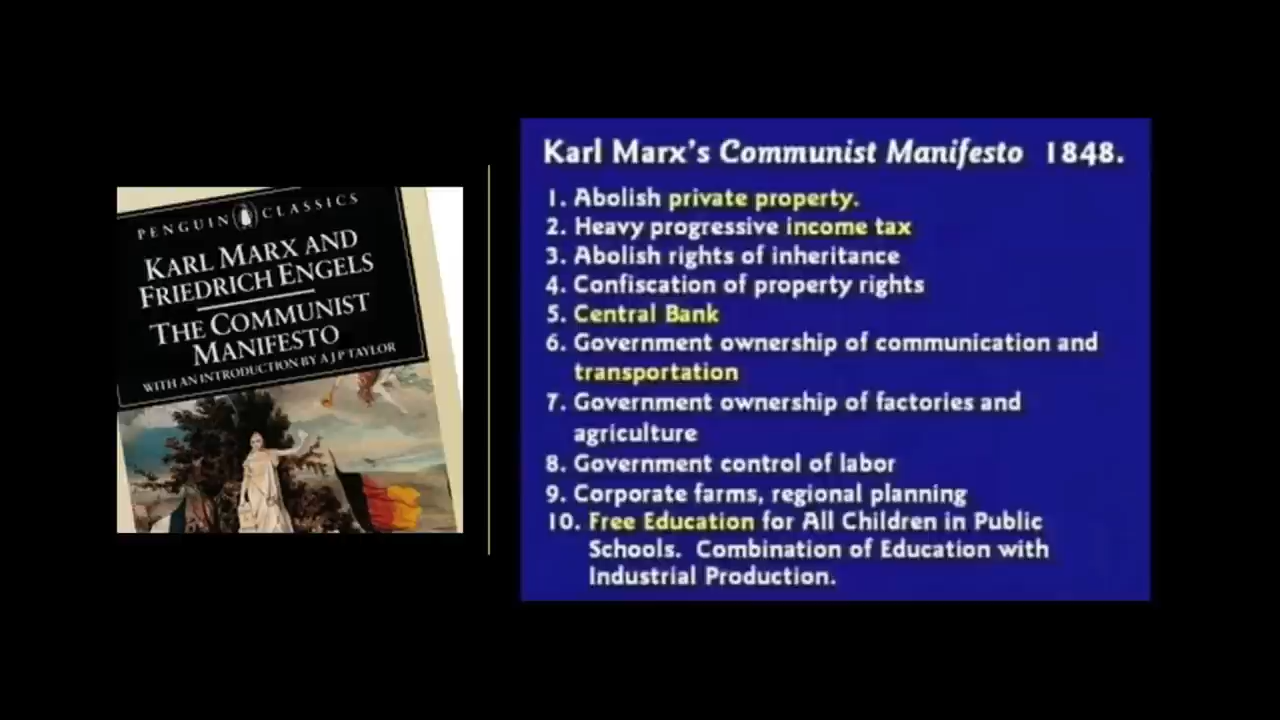 PENGUIN CLASSICS
KARL MARX AND
FRIEDRICH ENGELS
THE COMMUNIST
MANIFESTO
WITH AN INTRODUCTION BY A J P TAYLOR
Karl Marx's Communist Manifesto 1848.
1. Abolish private property.
2. Heavy progressive income tax
3. Abolish rights of inheritance
4. Confiscation of property rights
5. Central Bank
6. Government ownership of communication and
transportation
7. Government ownership of factories and
agriculture
8. Government control of labor
9. Corporate farms, regional planning
10. Free Education for All Children in Public
Schools. Combination of Education with
Industrial Production.